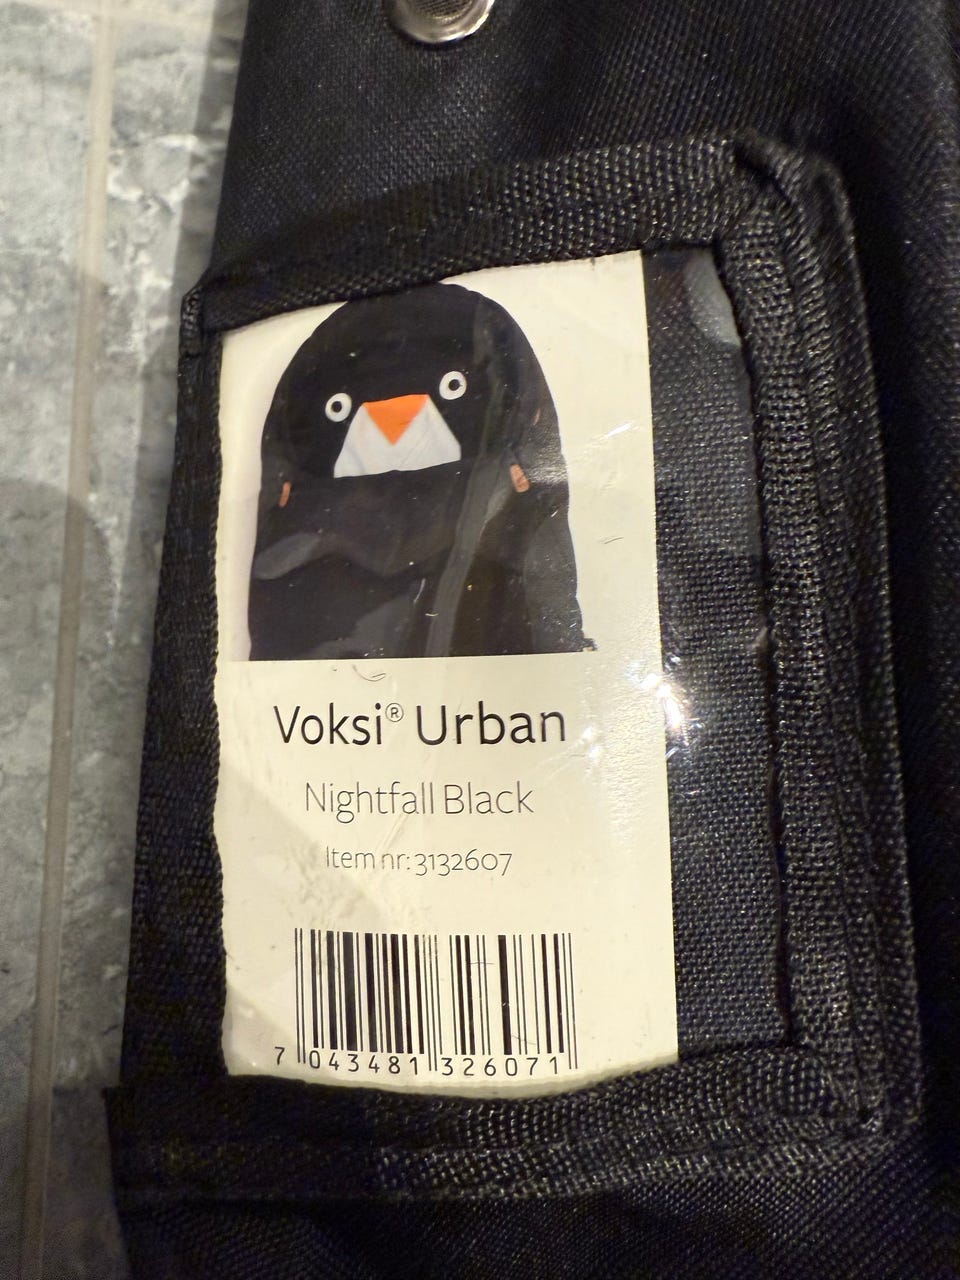 Voksi® Urban
Nightfall Black
Item nr: 3132607
7 043481 326071